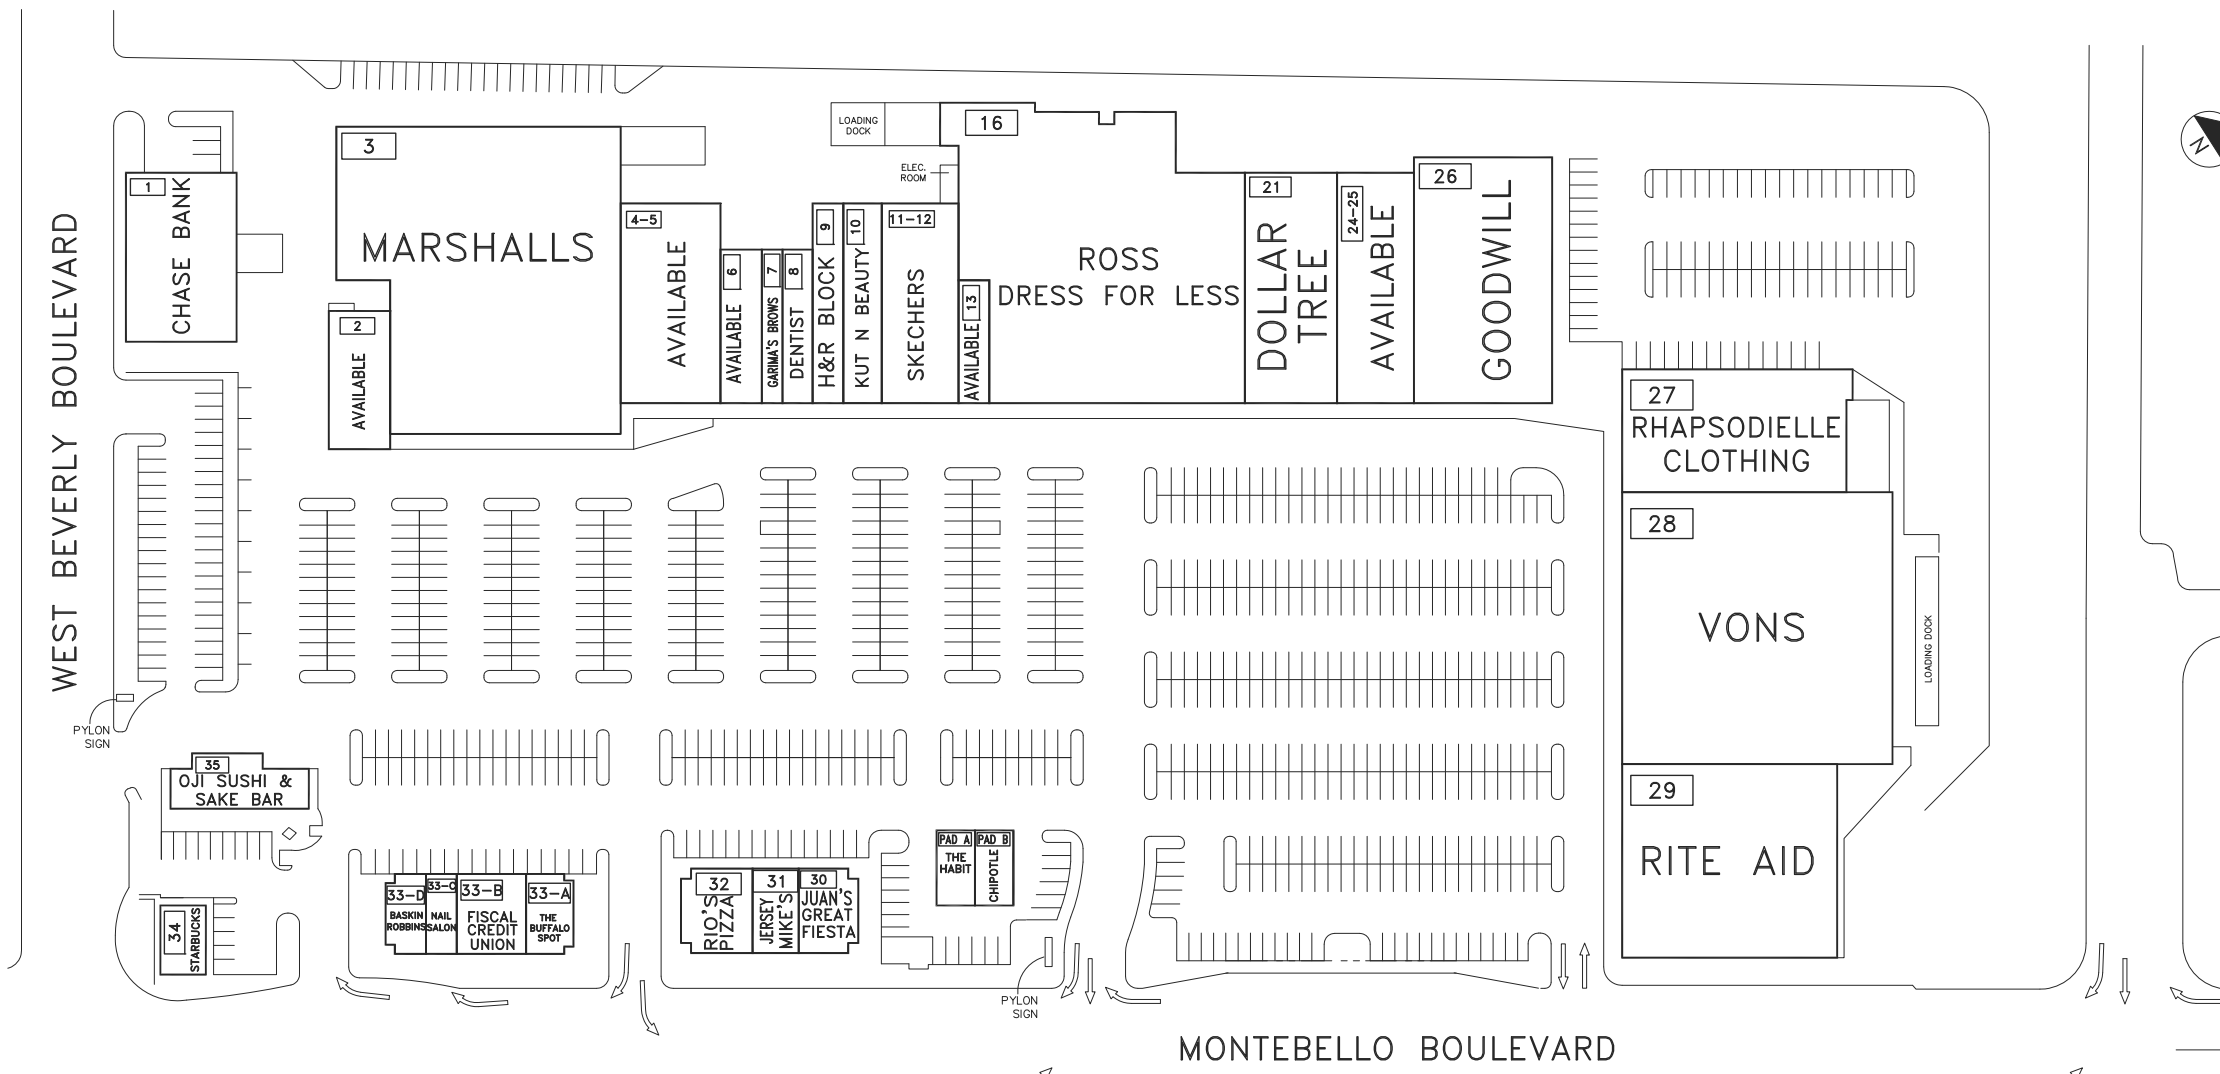 WEST BEVERLY BOULEVARD
1
CHASE BANK
2
AVAILABLE
3
MARSHALLS
4-5
AVAILABLE
6
AVAILABLE
7
GARIMA'S BROWS
8
DENTIST
9
H&R BLOCK
10
KUT N BEAUTY
11-12
SKECHERS
13
AVAILABLE
LOADING
DOCK
ELEC.
ROOM
16
ROSS
DRESS FOR LESS
21
DOLLAR
TREE
24-25
AVAILABLE
26
GOODWILL
N
27
RHAPSODIELLE
CLOTHING
28
VONS
LOADING DOCK
29
RITE AID
PYLON
SIGN
35
OJI SUSHI &
SAKE BAR
34
STARBUCKS
33-D
BASKIN
ROBBINS
33-C
NAIL
SALON
33-B
FISCAL
CREDIT
UNION
33-A
THE
BUFFALO
SPOT
32
RIO'S
PIZZA
31
JERSEY
MIKE'S
30
JUAN'S
GREAT
FIESTA
PAD A
THE
HABIT
PAD B
CHIPOTLE
PYLON
SIGN
MONTEBELLO BOULEVARD